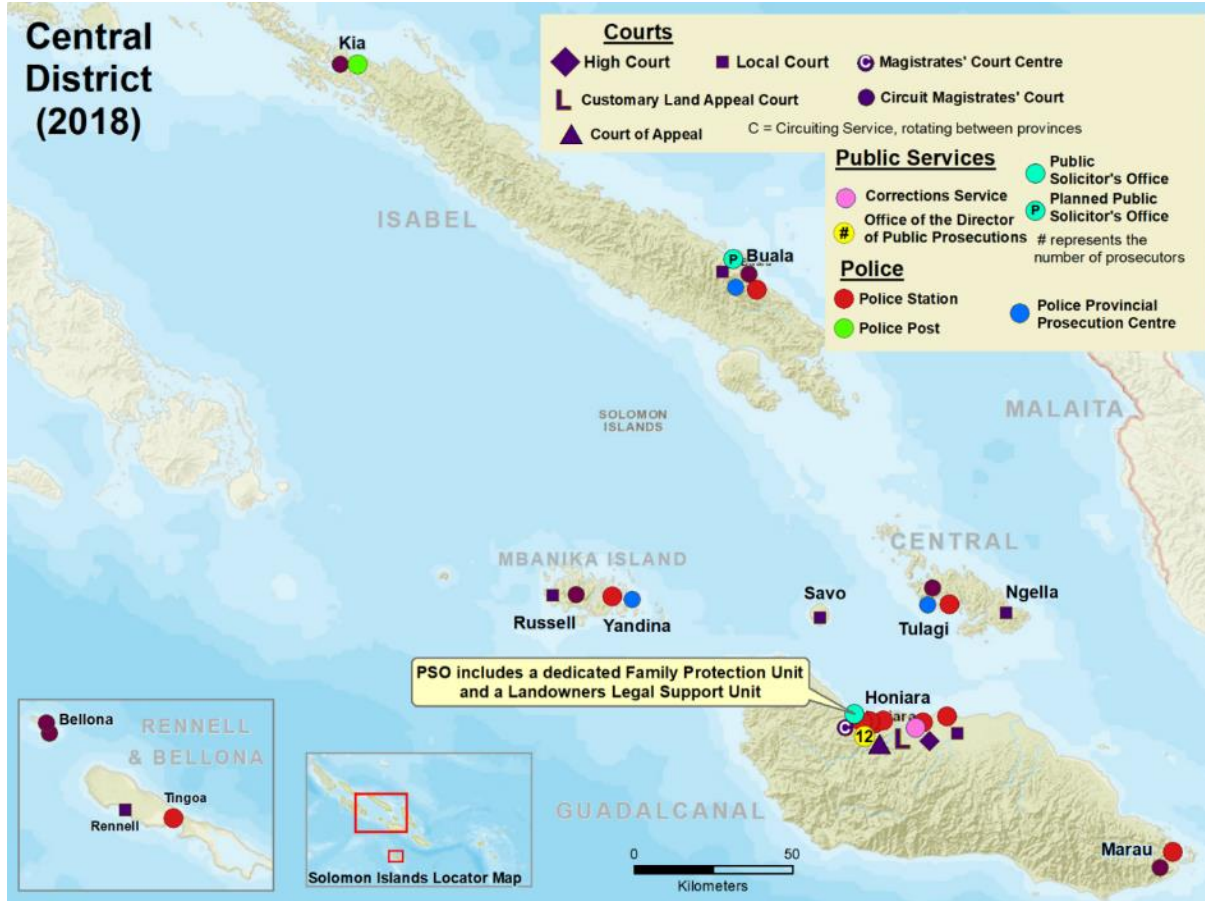 Central
District
(2018)
Kia
Courts
High Court
Local Court
C Magistrates' Court Centre
L Customary Land Appeal Court
Circuit Magistrates' Court
Court of Appeal
C = Circuiting Service, rotating between provinces
Public Services
Corrections Service
# Office of the Director
of Public Prosecutions
Public
Solicitor's Office
P Planned Public
Solicitor's Office
# represents the
number of prosecutors
Police
Police Station
Police Post
Police Provincial
Prosecution Centre
ISABEL
P Buala
SOLOMON
ISLANDS
MALAITA
MBANIKA ISLAND
Russell
Yandina
CENTRAL
Savo
Ngella
Tulagi
PSO includes a dedicated Family Protection Unit
and a Landowners Legal Support Unit
Honiara
C
12
L
GUADALCANAL
Marau
Bellona
RENNELL
& BELLONA
Tingoa
Rennell
Solomon Islands Locator Map
0
50
Kilometers